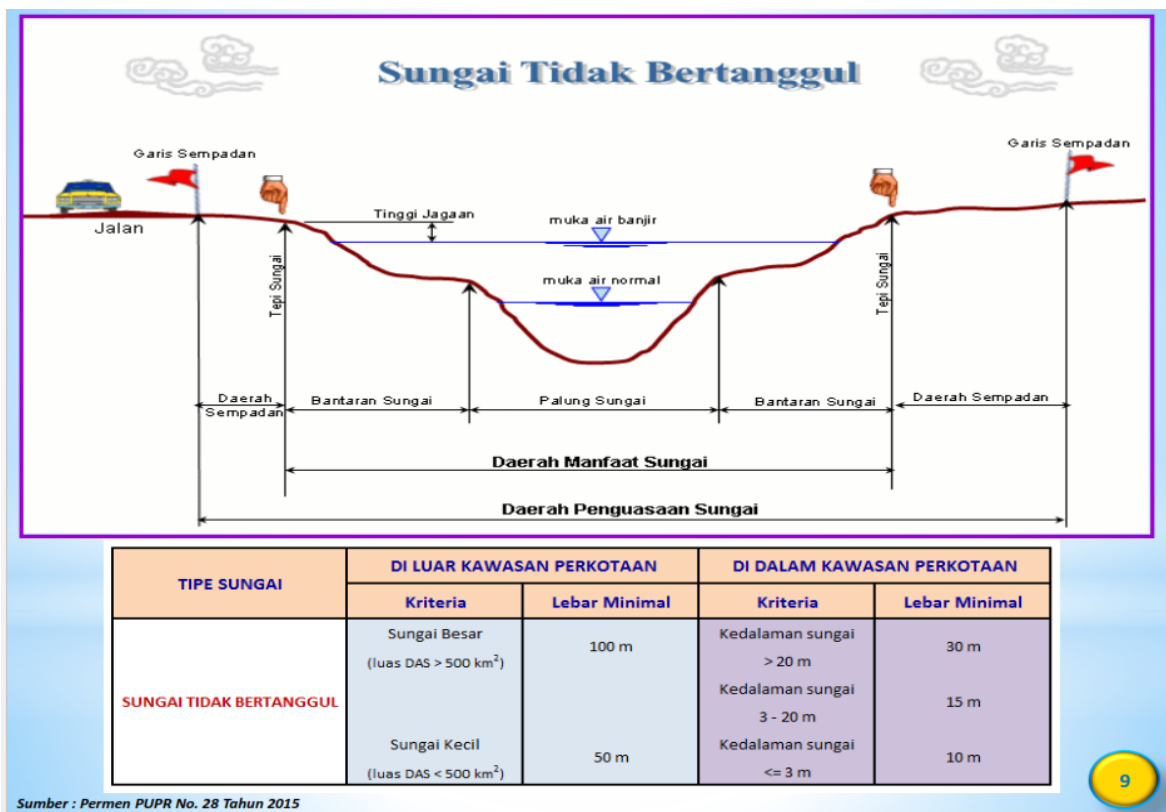 Sungai Tidak Bertanggul
Garis Sempadan
Garis Sempadan
Jalan
Tinggi Jagaan
muka air banjir
muka air normal
Tepi Sungai
Tepi Sungai
Daerah
Sempadan
Bantaran Sungai
Palung Sungai
Bantaran Sungai
Daerah Sempadan
Daerah Manfaat Sungai
Daerah Penguasaan Sungai
TIPE SUNGAI
DI LUAR KAWASAN PERKOTAAN
DI DALAM KAWASAN PERKOTAAN
Kriteria
Lebar Minimal
Kriteria
Lebar Minimal
SUNGAI TIDAK BERTANGGUL
Sungai Besar
(luas DAS > 500 km²)
100 m
Kedalaman sungai
> 20 m
30 m
Kedalaman sungai
3 - 20 m
15 m
Sungai Kecil
(luas DAS < 500 km²)
50 m
Kedalaman sungai
<= 3 m
10 m
9
Sumber : Permen PUPR No. 28 Tahun 2015